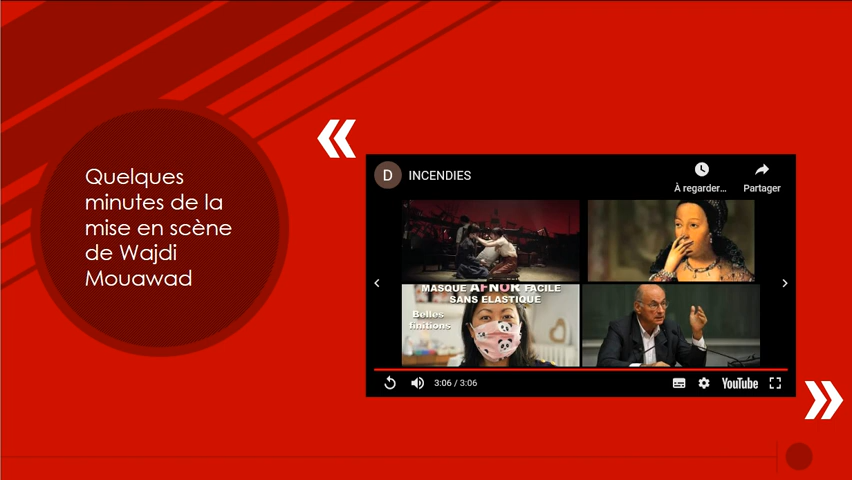 Quelques
minutes de la
mise en scène
de Wajdi
Mouawad
D INCENDIES
À regarder...
Partager
MASQUE AFNOR FACILE
SANS ELASTIQUE
Belles
finitions
3:06 / 3:06
YouTube